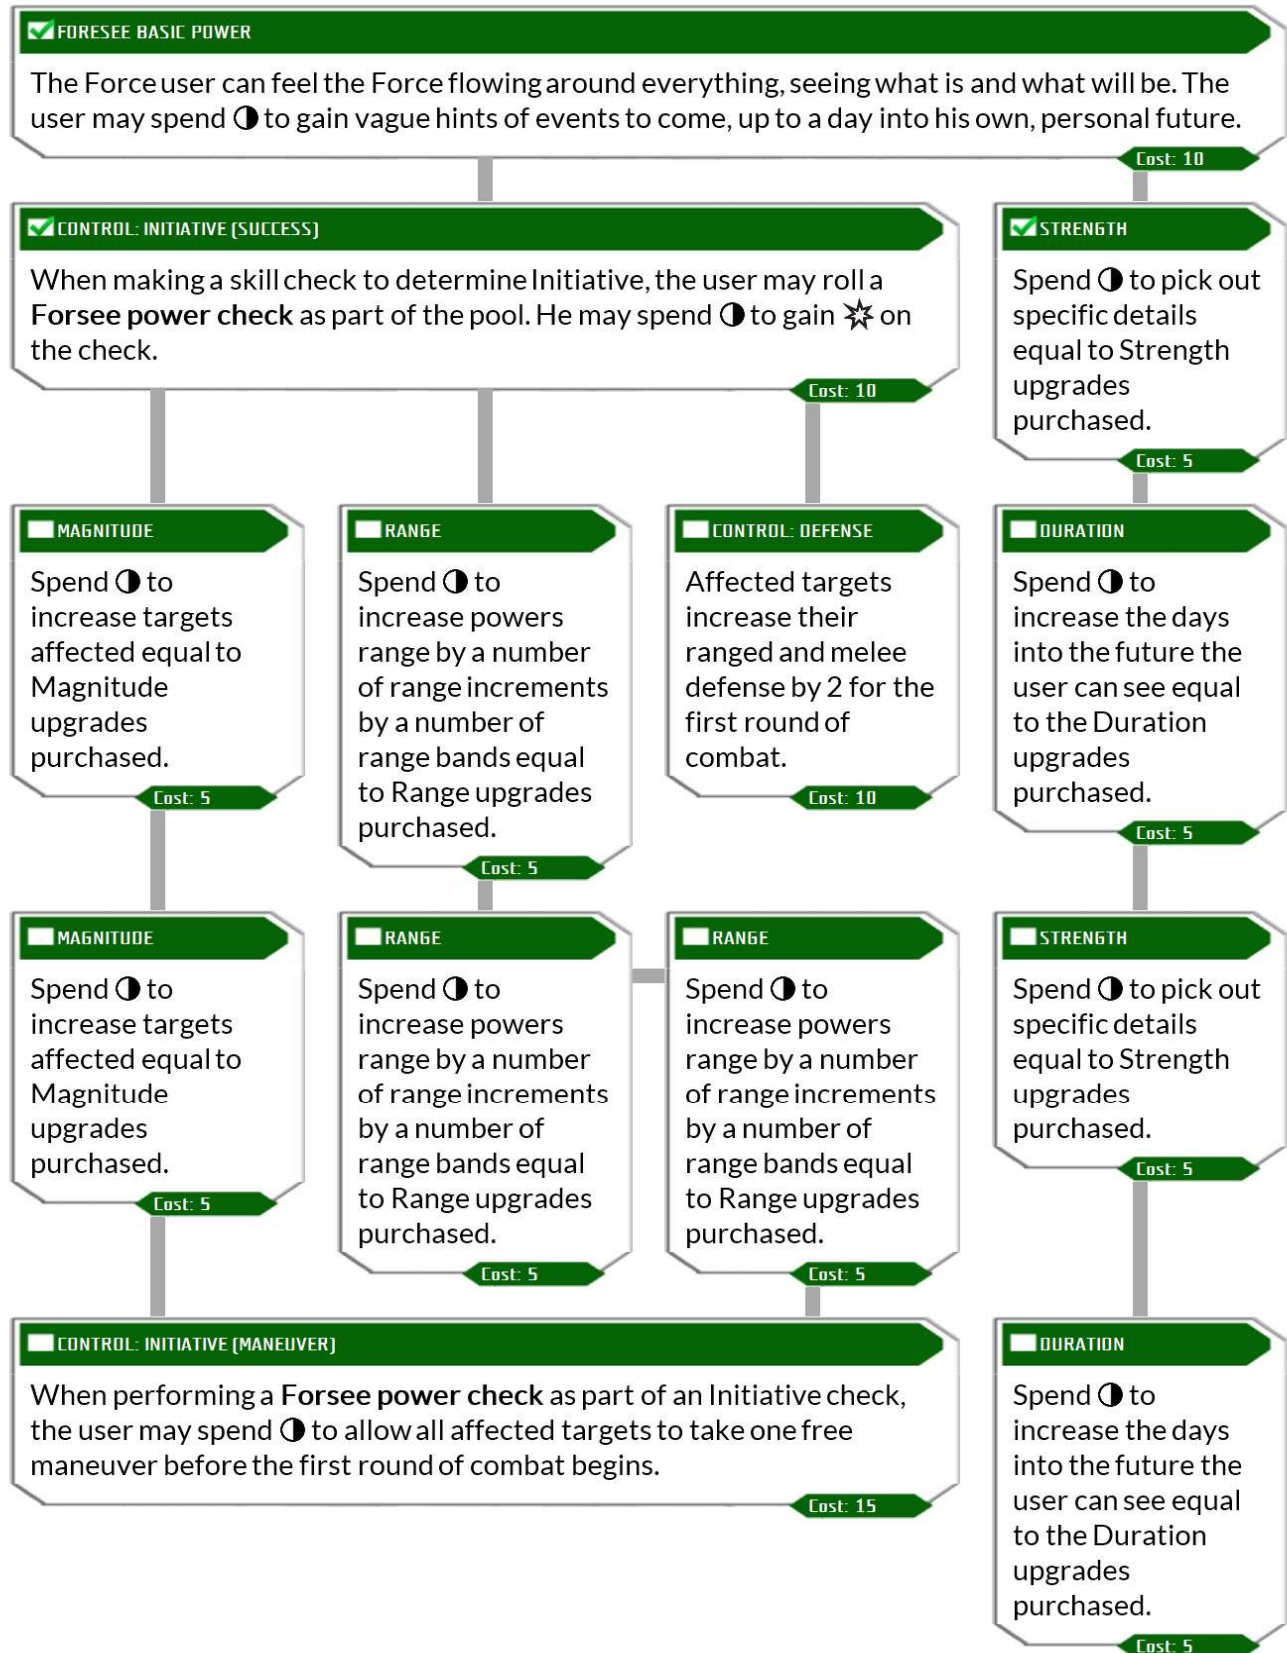 FORESEE BASIC POWER
The Force user can feel the Force flowing around everything, seeing what is and what will be. The
user may spend to gain vague hints of events to come, up to a day into his own, personal future.
Cost: 10
CONTROL: INITIATIVE (SUCCESS)
When making a skill check to determine Initiative, the user may roll a
Forsee power check as part of the pool. He may spend to gain on
the check.
Cost: 10
STRENGTH
Spend to pick out
specific details
equal to Strength
upgrades
purchased.
Cost: 5
MAGNITUDE
Spend to
increase targets
affected equal to
Magnitude
upgrades
purchased.
Cost: 5
RANGE
Spend to
increase powers
range by a number
of range increments
by a number of
range bands equal
to Range upgrades
purchased.
Cost: 5
CONTROL: DEFENSE
Affected targets
increase their
ranged and melee
defense by 2 for the
first round of
combat.
Cost: 10
DURATION
Spend to
increase the days
into the future the
user can see equal
to the Duration
upgrades
purchased.
Cost: 5
MAGNITUDE
Spend to
increase targets
affected equal to
Magnitude
upgrades
purchased.
Cost: 5
RANGE
Spend to
increase powers
range by a number
of range increments
by a number of
range bands equal
to Range upgrades
purchased.
Cost: 5
RANGE
Spend to
increase powers
range by a number
of range increments
by a number of
range bands equal
to Range upgrades
purchased.
Cost: 5
STRENGTH
Spend to pick out
specific details
equal to Strength
upgrades
purchased.
Cost: 5
CONTROL: INITIATIVE (MANEUVER)
When performing a Forsee power check as part of an Initiative check,
the user may spend to allow all affected targets to take one free
maneuver before the first round of combat begins.
Cost: 15
DURATION
Spend to
increase the days
into the future the
user can see equal
to the Duration
upgrades
purchased.
Cost: 5